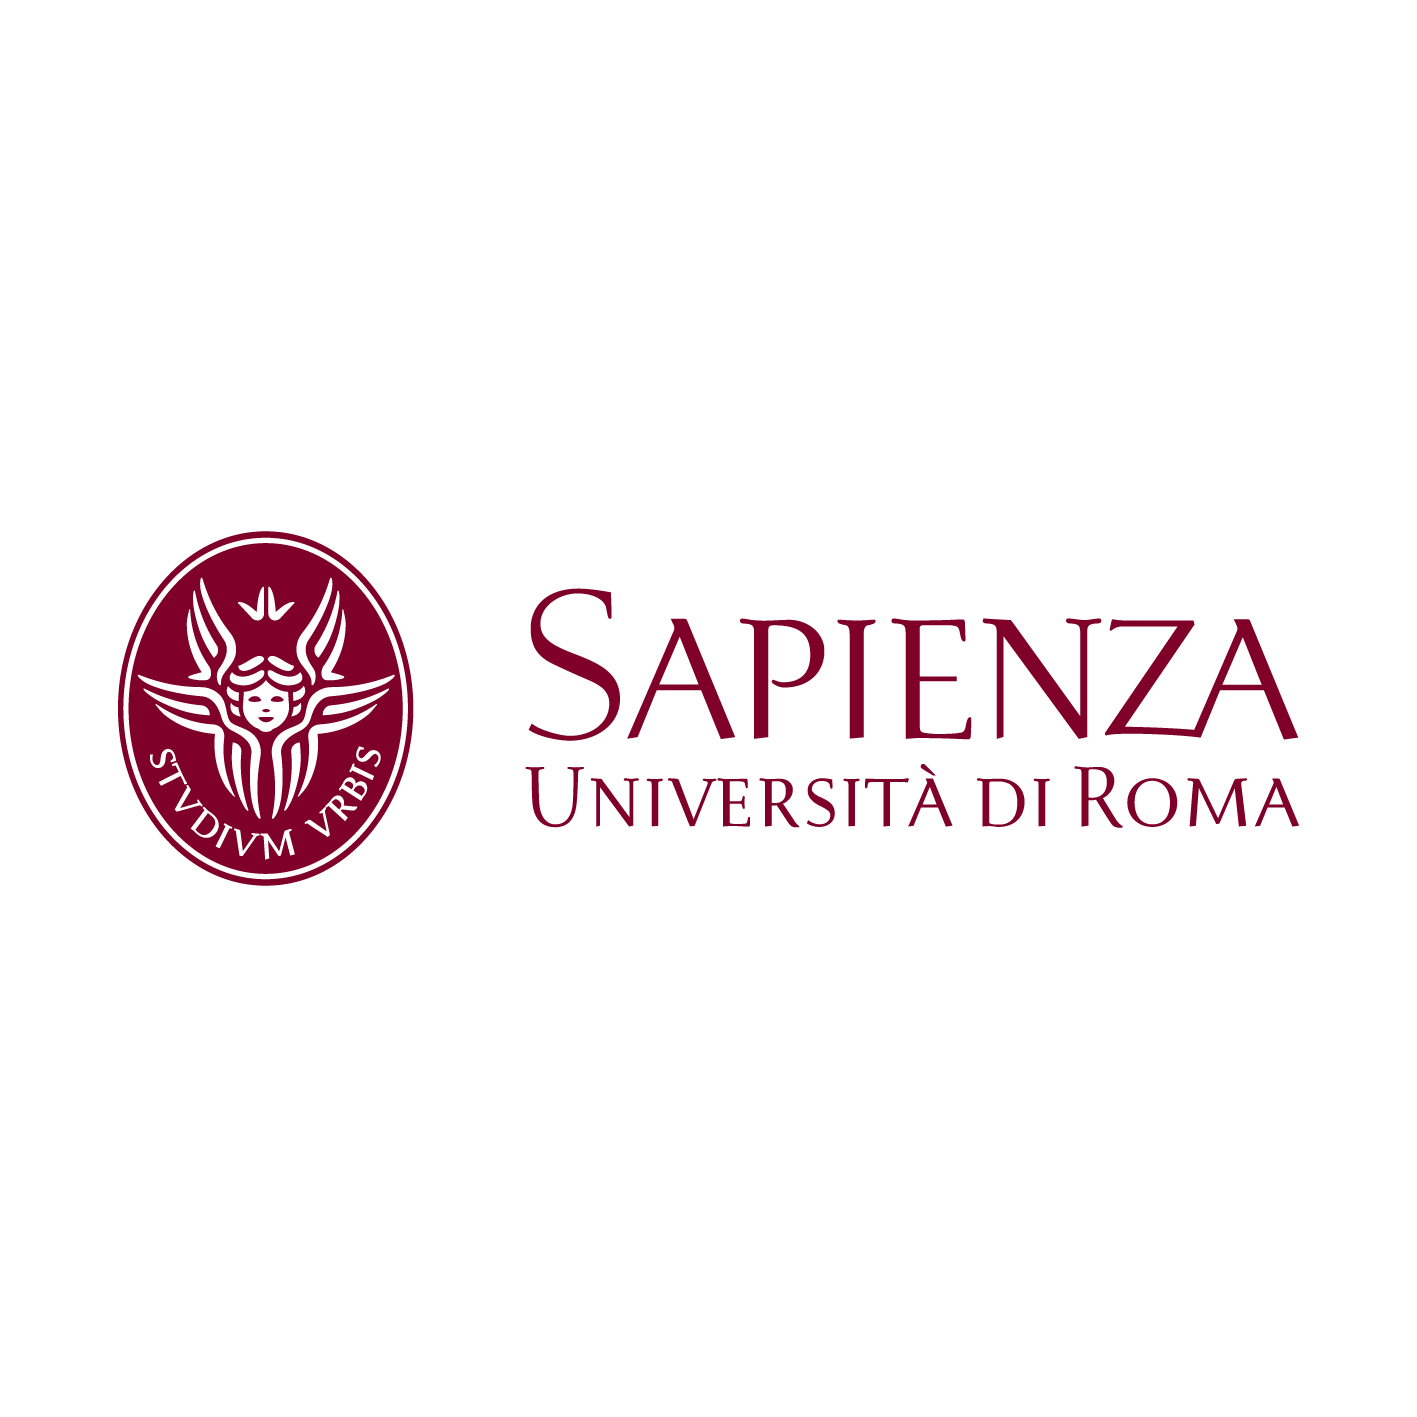 STVDIVM VRBIS
SAPIENZA
UNIVERSITÀ DI ROMA